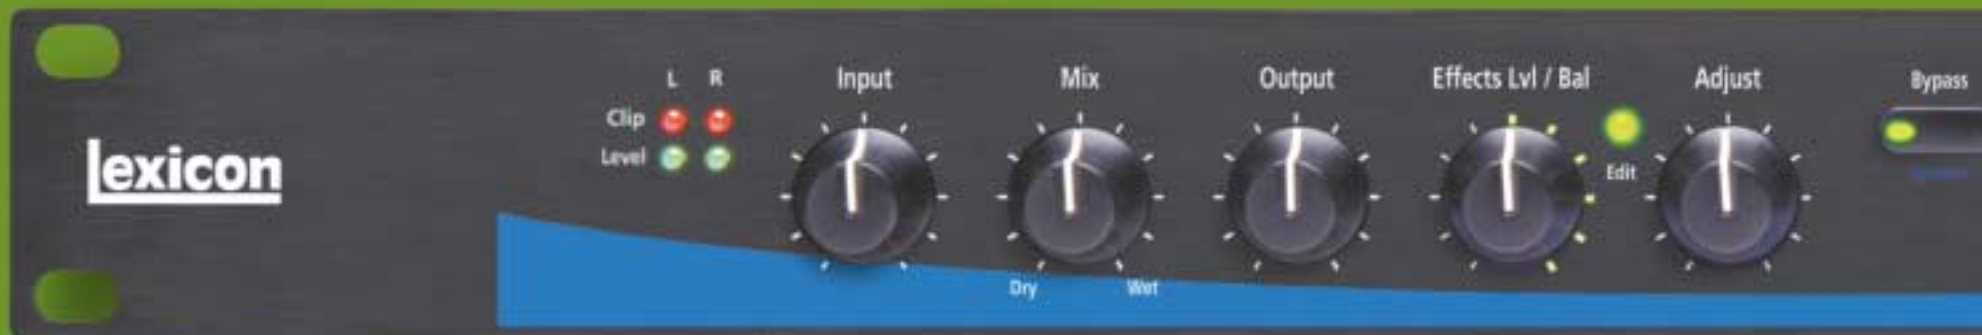 Lexicon
L R
Clip
Level
Input
Mix
Dry Wet
Output
Effects Lvl / Bal
Edit
Adjust
Bypass